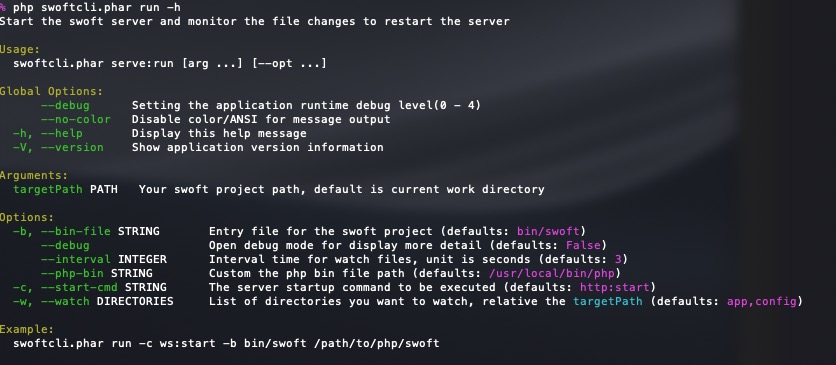 % php swoftcli.phar run -h
Start the swoft server and monitor the file changes to restart the server
Usage:
swoftcli.phar serve:run [arg ...] [--opt ...]
Global Options:
--debug Setting the application runtime debug level(0 - 4)
--no-color Disable color/ANSI for message output
-h, --help Display this help message
-V, --version Show application version information
Arguments:
targetPath PATH Your swoft project path, default is current work directory
Options:
-b, --bin-file STRING Entry file for the swoft project (defaults: bin/swoft)
--debug Open debug mode for display more detail (defaults: False)
--interval INTEGER Interval time for watch files, unit is seconds (defaults: 3)
--php-bin STRING Custom the php bin file path (defaults: /usr/local/bin/php)
-c, --start-cmd STRING The server startup command to be executed (defaults: http:start)
-w, --watch DIRECTORIES List of directories you want to watch, relative the targetPath (defaults: app,config)
Example:
swoftcli.phar run -c ws:start -b bin/swoft /path/to/php/swoft